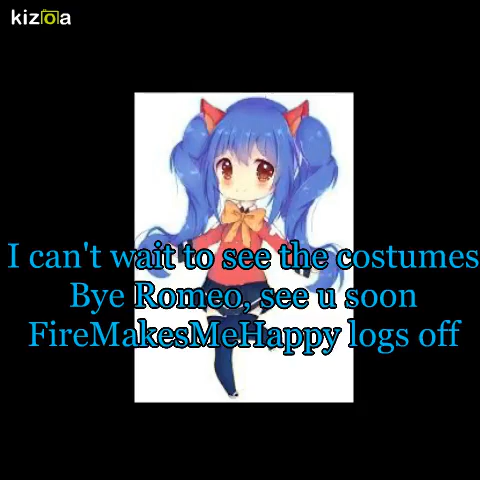 kizoa
I can't wait to see the costumes
Bye Romeo, see u soon
FireMakesMeHappy logs off